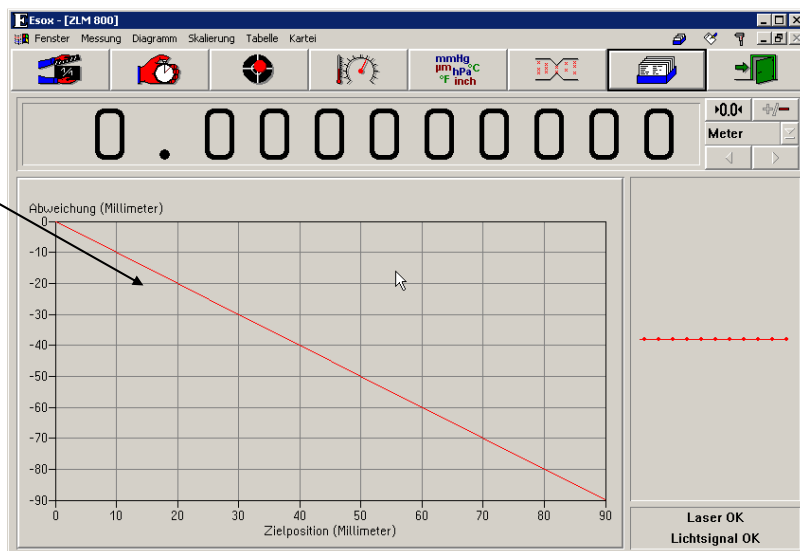 Esox - [ZLM 800]
Fenster Messung Diagramm Skalierung Tabelle Kartei
mmHg
µm hPa °C
°F inch
0.000000000
0.0
+/-
Meter
Abweichung (Millimeter)
0
-10
-20
-30
-40
-50
-60
-70
-80
-90
0 10 20 30 40 50 60 70 80 90
Zielposition (Millimeter)
Laser OK
Lichtsignal OK